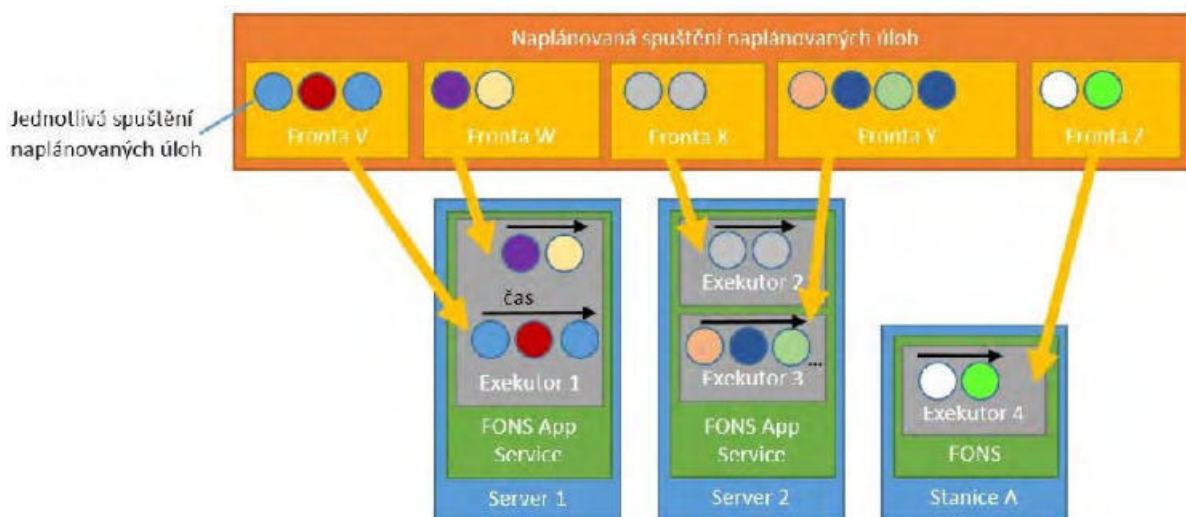 Naplánovaná spuštění naplánovaných úloh
Jednotlivá spuštění
naplánovaných úloh
Fronta V
Fronta W
Fronta X
Fronta Y
Fronta Z
čas
Exekutor 1
FONS App
Service
Server 1
Exekutor 2
...
Exekutor 3
FONS App
Service
Server 2
Exekutor 4
FONS
Stanice A